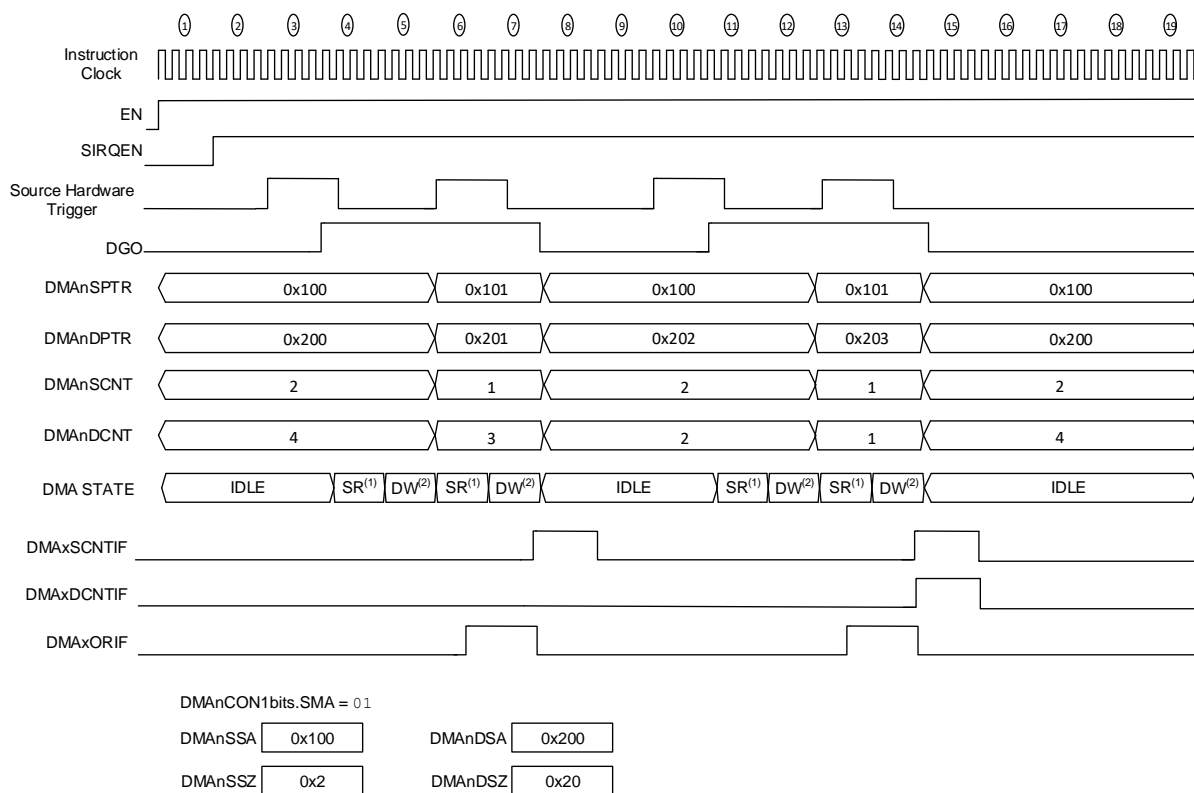 1 2 3 4 5 6 7 8 9 10 11 12 13 14 15 16 17 18 19
Instruction
Clock
EN
SIRQEN
Source Hardware
Trigger
DGO
DMAnSPTR 0x100 0x101 0x100 0x101 0x100
DMAnDPTR 0x200 0x201 0x202 0x203 0x200
DMAnSCNT 2 1 2 1 2
DMAnDCNT 4 3 2 1 4
DMA STATE IDLE SR(1) DW(2) SR(1) DW(2) IDLE SR(1) DW(2) SR(1) DW(2) IDLE
DMAxSCNTIF
DMAxDCNTIF
DMAxORIF
DMAnCON1bits.SMA = 01
DMAnSSA 0x100 DMAnDSA 0x200
DMAnSSZ 0x2 DMAnDSZ 0x20